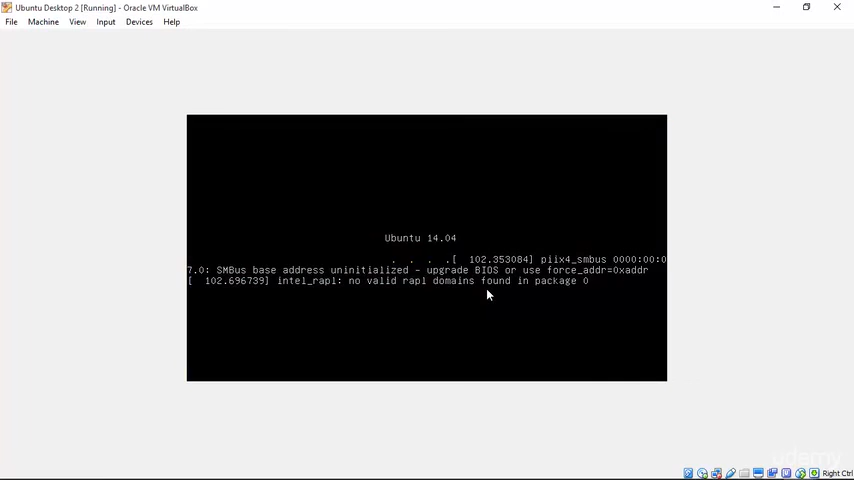 Ubuntu Desktop 2 [Running] - Oracle VM VirtualBox
File Machine View Input Devices Help
Ubuntu 14.04
. . . .[ 102.353084] piix4_smbus 0000:00:0
7.0: SMBus base address uninitialized - upgrade BIOS or use force_addr=0xaddr
[ 102.696739] intel_rapl: no valid rapl domains found in package 0
udemy
Right Ctrl